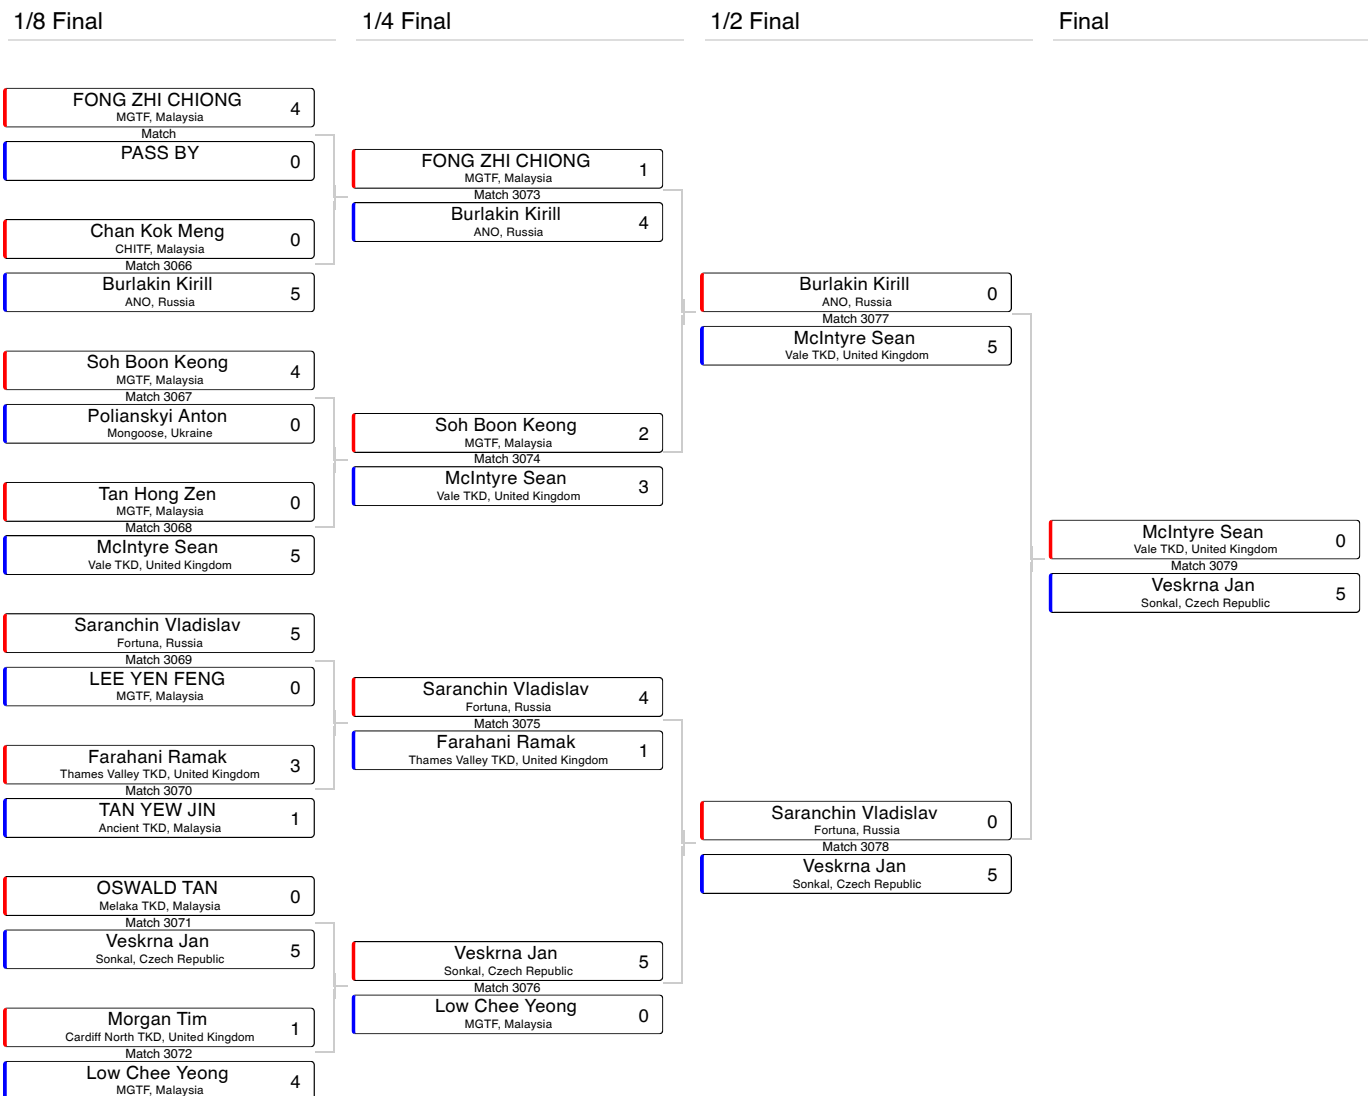 1/8 Final
1/4 Final
1/2 Final
Final
FONG ZHI CHIONG 4
MGTF, Malaysia
Match
PASS BY 0
Chan Kok Meng 0
CHITF, Malaysia
Match 3066
Burlakin Kirill 5
ANO, Russia
Soh Boon Keong 4
MGTF, Malaysia
Match 3067
Polianskyi Anton 0
Mongoose, Ukraine
Tan Hong Zen 0
MGTF, Malaysia
Match 3068
McIntyre Sean 5
Vale TKD, United Kingdom
Saranchin Vladislav 5
Fortuna, Russia
Match 3069
LEE YEN FENG 0
MGTF, Malaysia
Farahani Ramak 3
Thames Valley TKD, United Kingdom
Match 3070
TAN YEW JIN 1
Ancient TKD, Malaysia
OSWALD TAN 0
Melaka TKD, Malaysia
Match 3071
Veskrna Jan 5
Sonkal, Czech Republic
Morgan Tim 1
Cardiff North TKD, United Kingdom
Match 3072
Low Chee Yeong 4
MGTF, Malaysia
FONG ZHI CHIONG 1
MGTF, Malaysia
Match 3073
Burlakin Kirill 4
ANO, Russia
Soh Boon Keong 2
MGTF, Malaysia
Match 3074
McIntyre Sean 3
Vale TKD, United Kingdom
Saranchin Vladislav 4
Fortuna, Russia
Match 3075
Farahani Ramak 1
Thames Valley TKD, United Kingdom
Veskrna Jan 5
Sonkal, Czech Republic
Match 3076
Low Chee Yeong 0
MGTF, Malaysia
Burlakin Kirill 0
ANO, Russia
Match 3077
McIntyre Sean 5
Vale TKD, United Kingdom
Saranchin Vladislav 0
Fortuna, Russia
Match 3078
Veskrna Jan 5
Sonkal, Czech Republic
McIntyre Sean 0
Vale TKD, United Kingdom
Match 3079
Veskrna Jan 5
Sonkal, Czech Republic